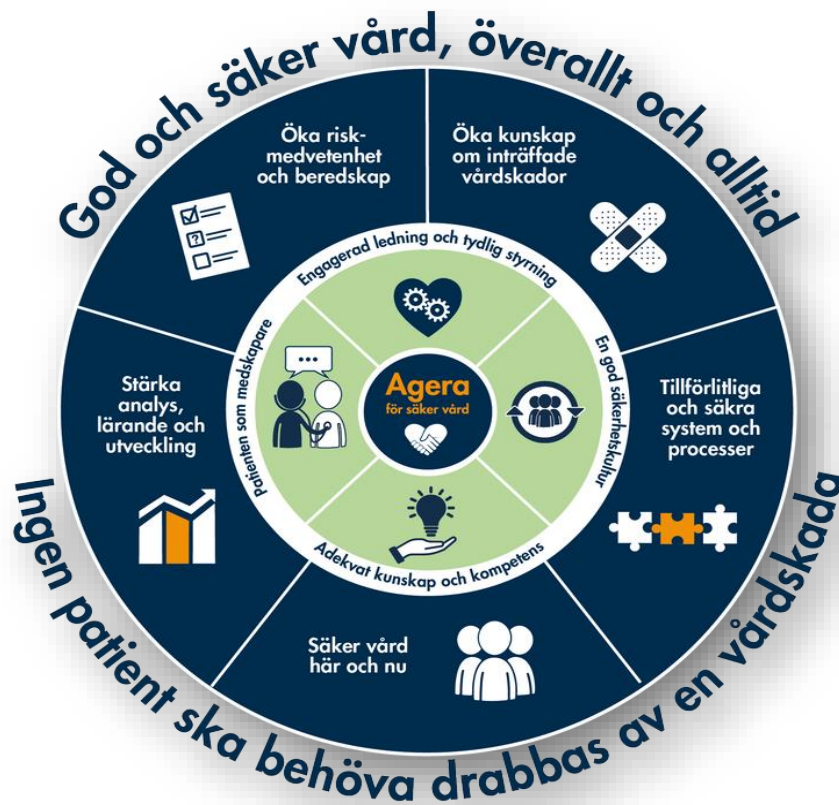 God och säker vård, överallt och alltid
Öka risk-
medvetenhet
och beredskap
Öka kunskap
om inträffade
vårdskador
Engagerad ledning och tydlig styrning
Patienten som medskapare
Agera
för säker vård
En god säkerhetskultur
Stärka
analys,
lärande och
utveckling
Tillförlitliga
och säkra
system och
processer
Adekvat kunskap och kompetens
Säker vård
här och nu
Ingen patient ska behöva drabbas av en vårdskada